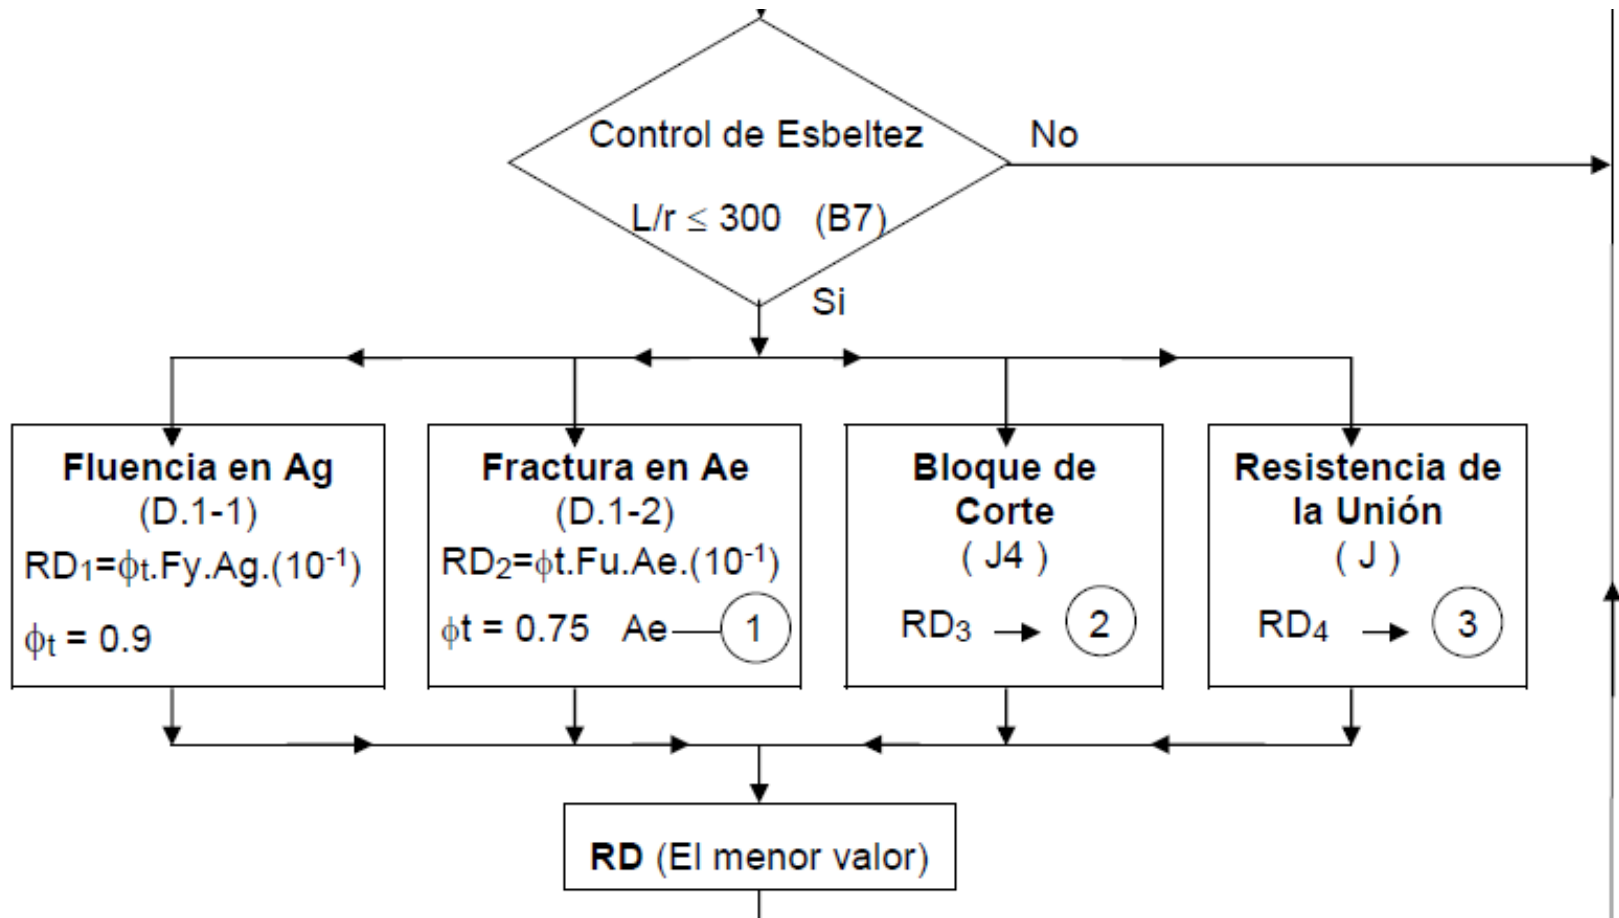 Control de Esbeltez
No
L/r ≤ 300 (B7)
Si
Fluencia en Ag
(D.1-1)
RD₁=ϕt.Fy.Ag.(10⁻¹)
ϕt = 0.9
Fractura en Ae
(D.1-2)
RD₂=ϕt.Fu.Ae.(10⁻¹)
ϕt = 0.75 Ae 1
Bloque de
Corte
( J4 )
RD₃ → 2
Resistencia de
la Unión
( J )
RD₄ → 3
RD (El menor valor)